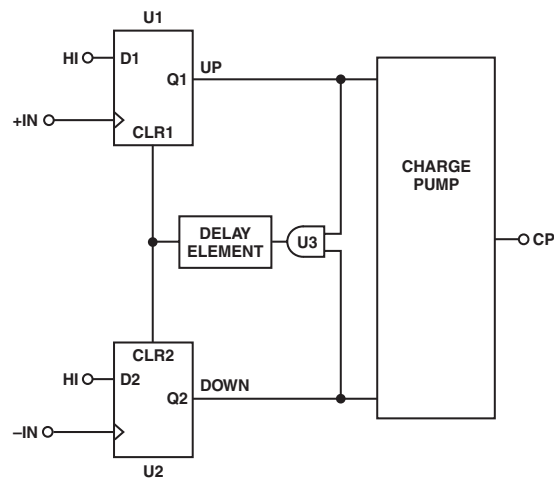 U1
HI
D1
Q1
UP
+IN
CLR1
CHARGE
PUMP
DELAY
ELEMENT
U3
CP
CLR2
HI
D2
Q2
DOWN
–IN
U2